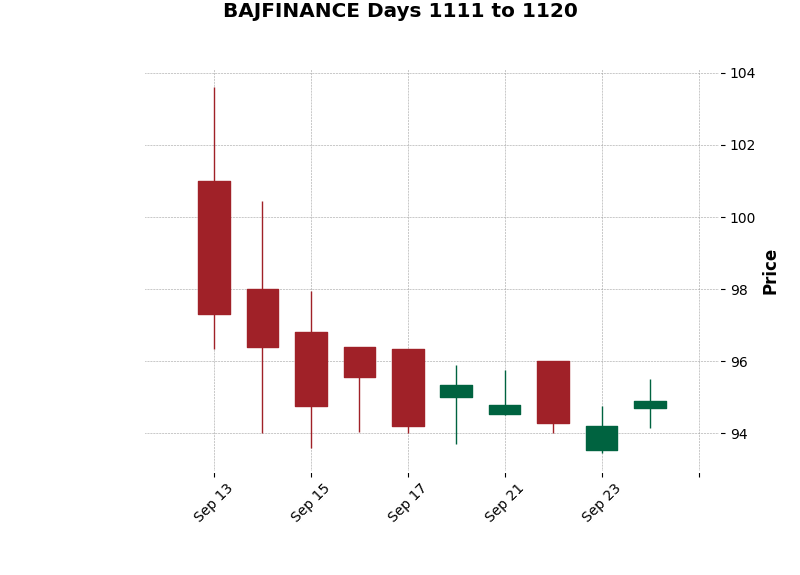 BAJFINANCE Days 1111 to 1120
104
102
100
98
96
94
Price
Sep 13
Sep 15
Sep 17
Sep 21
Sep 23